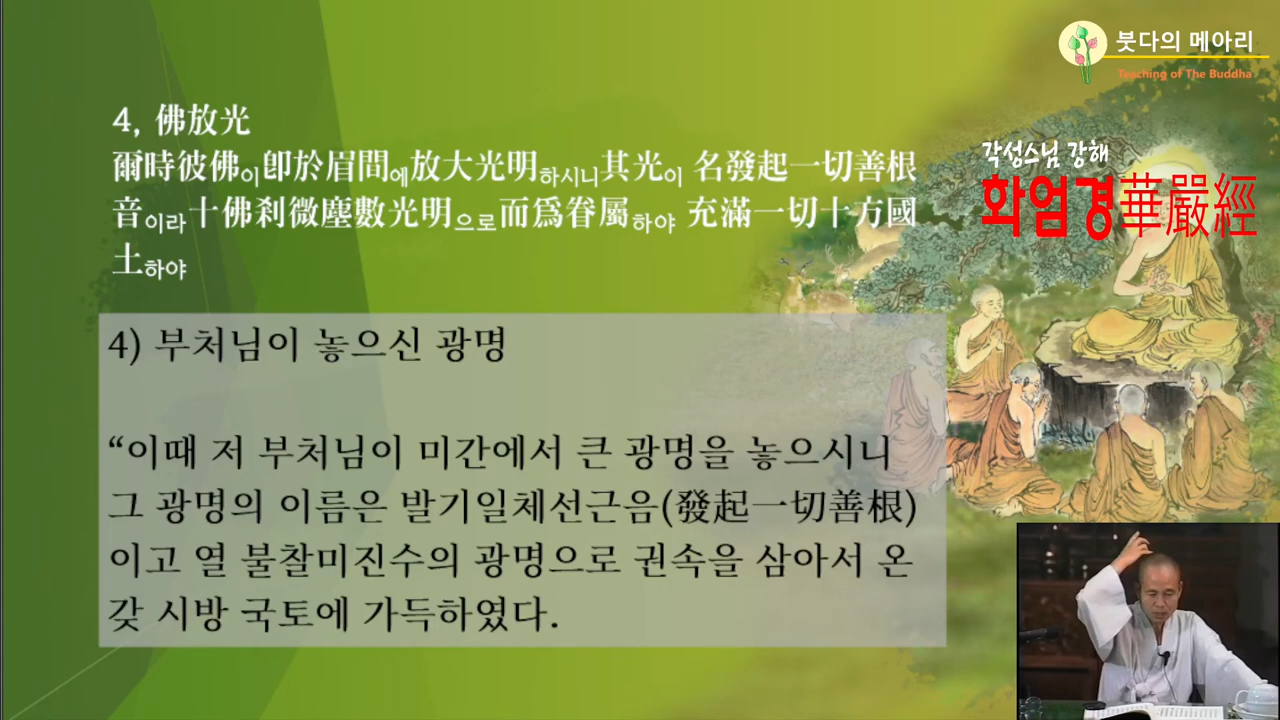 붓다의 메아리
Teaching of The Buddha
각성스님 강해
화엄경華嚴經
4, 佛放光
爾時彼佛이卽於眉間에放大光明하시니其光이 名發起一切善根
音이라十佛刹微塵數光明으로而爲眷屬하야 充滿一切十方國
土하야
4) 부처님이 놓으신 광명
“이때 저 부처님이 미간에서 큰 광명을 놓으시니
그 광명의 이름은 발기일체선근음(發起一切善根)
이고 열 불찰미진수의 광명으로 권속을 삼아서 온
갖 시방 국토에 가득하였다.